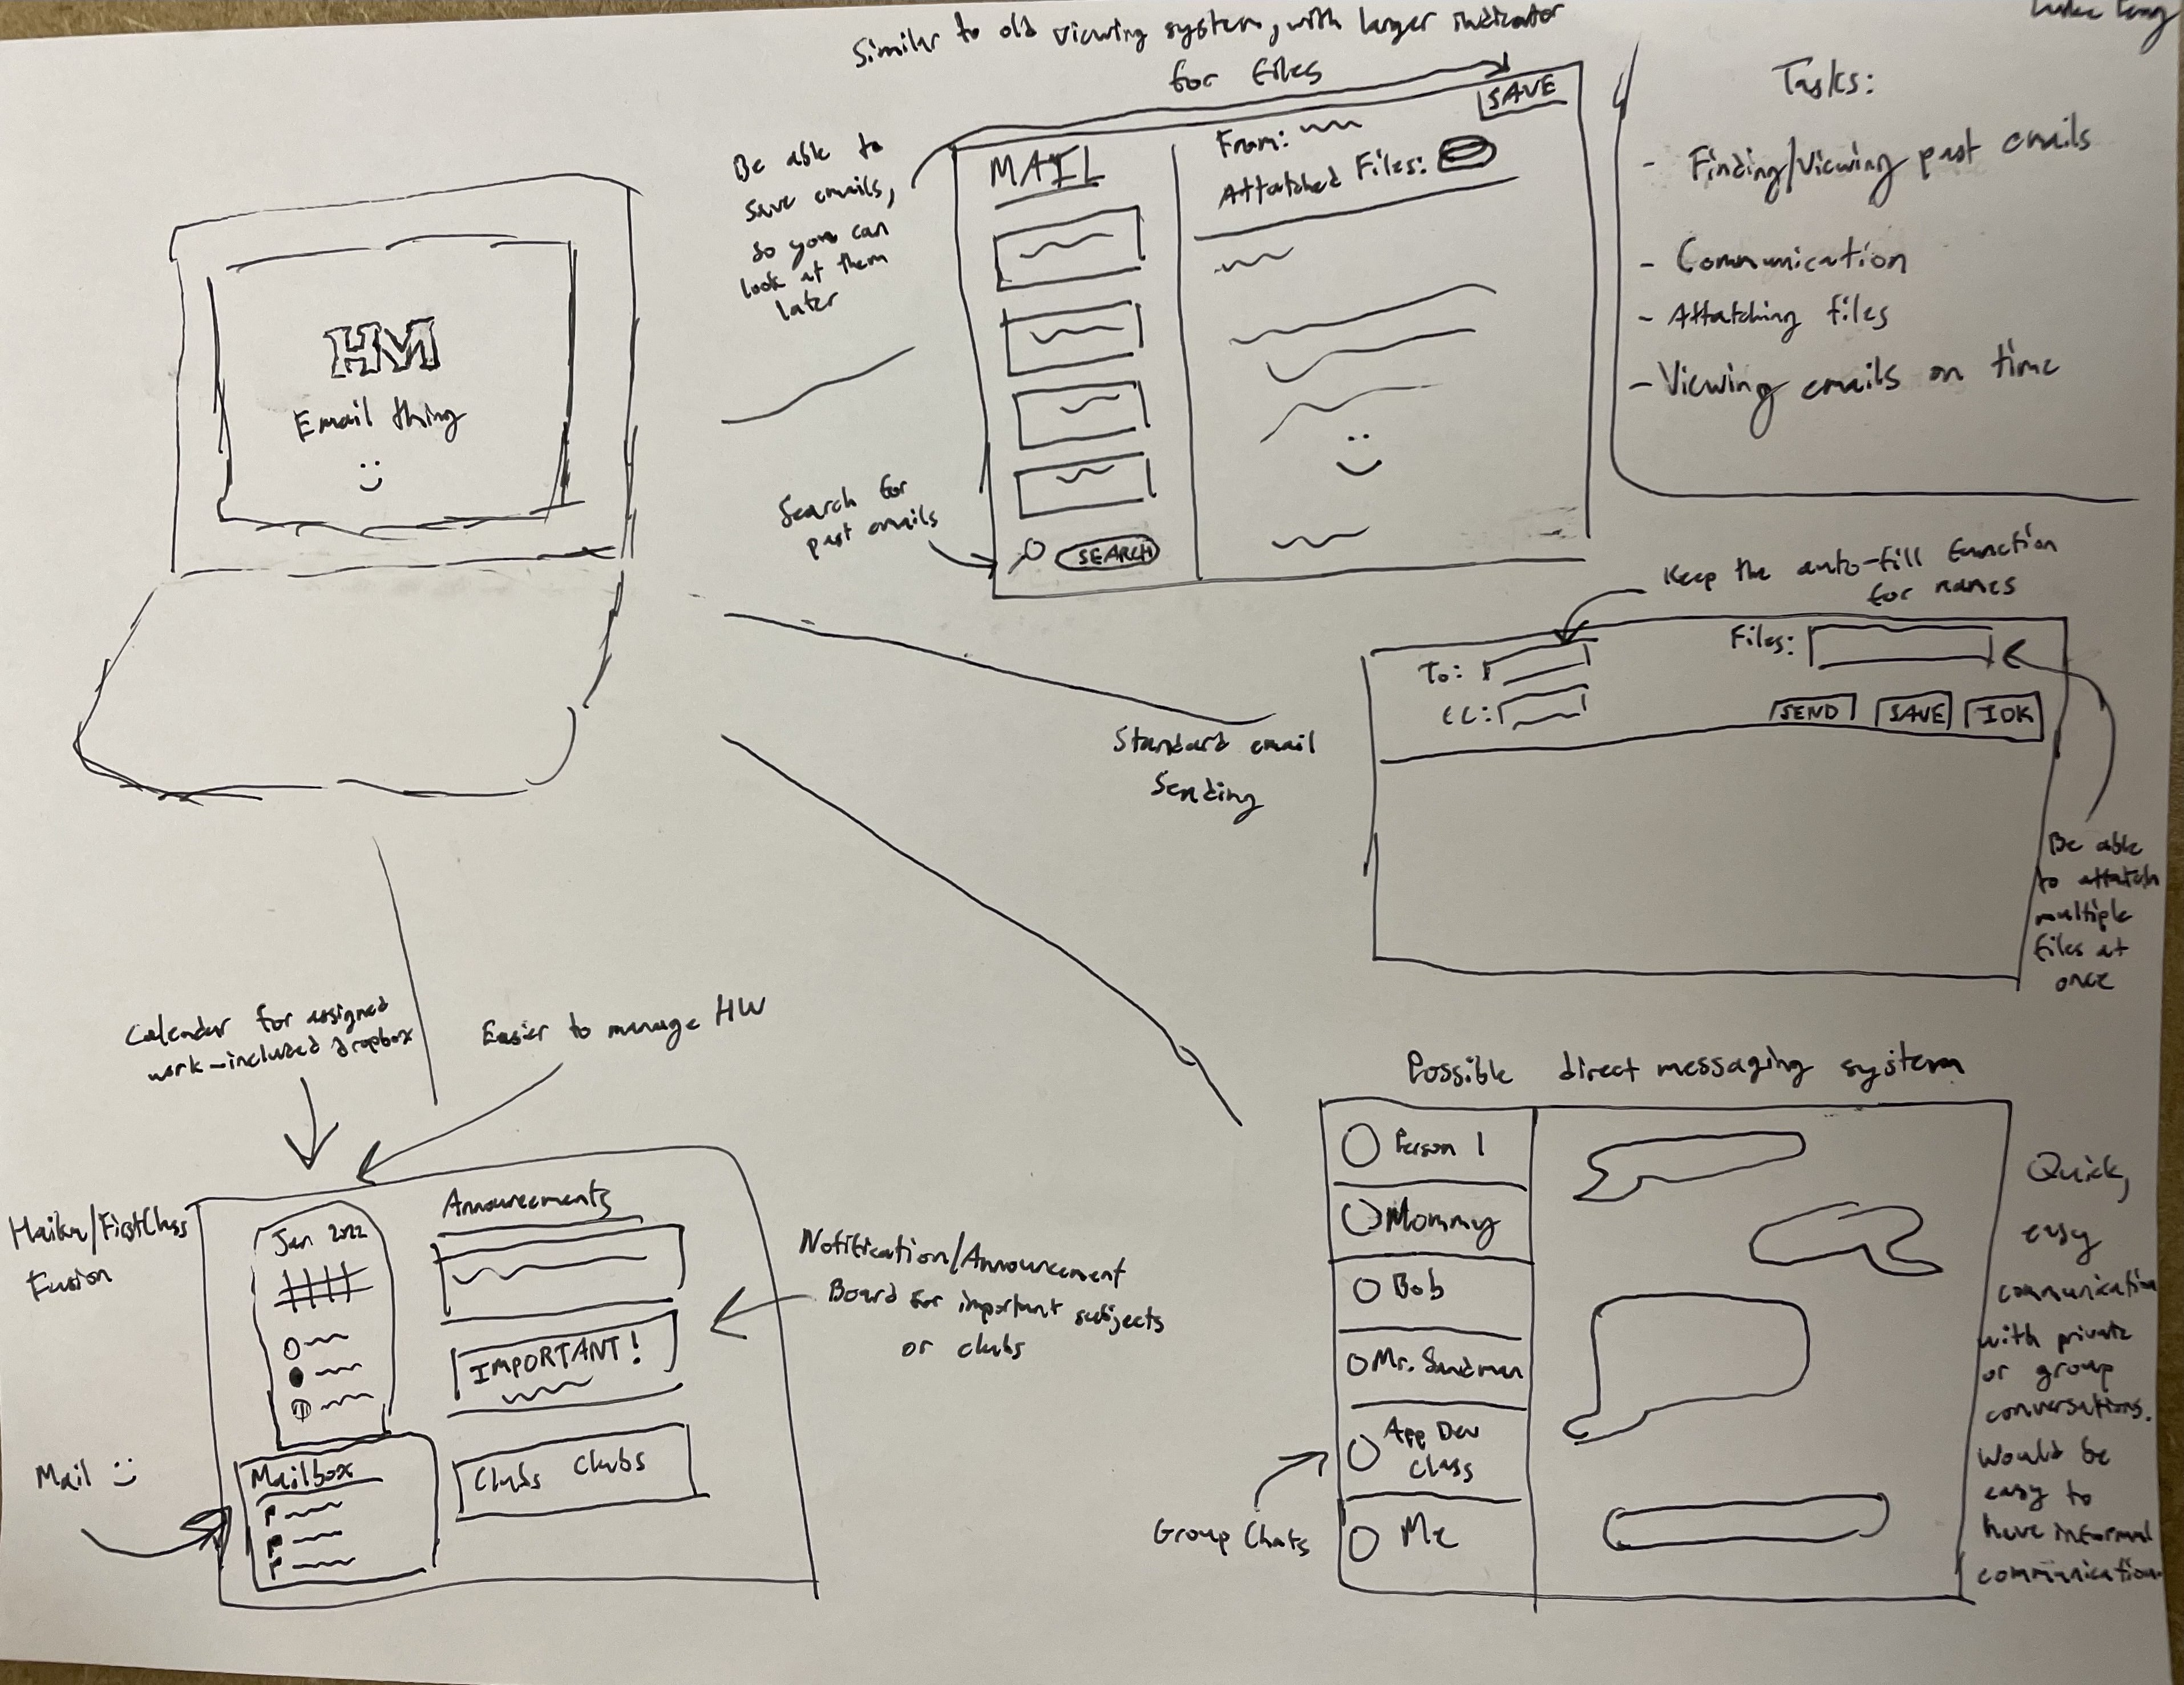 Similar to old viewing system, with larger indicator
for files
Be able to
save emails,
so you can
look at them
later
MAIL
From:
Attatched Files:
SAVE
Search for
past emails
SEARCH
Tasks:
- Finding/Viewing past emails
- Communication
- Attatching files
- Viewing emails on time
HM
Email thing
Keep the auto-fill function
for names
To:
CC:
Files:
SEND
SAVE
IDK
Standard email
Sending
Be able
to attatch
multiple
files at
once
Calendar for assigned
work - included dropbox
Easier to manage HW
Haiku/FirstClass
Fusion
Jan 2022
Announcements
IMPORTANT!
Clubs Clubs
Mailbox
Mail
Notification/Announcement
Board for important subjects
or clubs
Possible direct messaging system
Person 1
Mommy
Bob
Mr. Sandman
App Dev
Class
Me
Group Chats
Quick,
easy
communication
with private
or group
conversations.
Would be
easy to
have informal
communication.